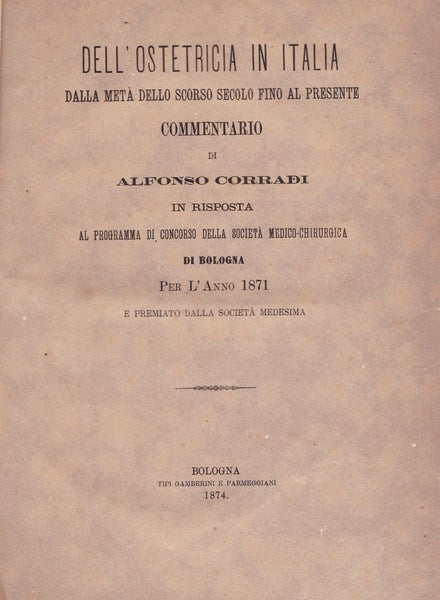 DELL'OSTETRICIA IN ITALIA
DALLA METÀ DELLO SCORSO SECOLO FINO AL PRESENTE
COMMENTARIO
DI
ALFONSO CORRADI
IN RISPOSTA
AL PROGRAMMA DI CONCORSO DELLA SOCIETÀ MEDICO-CHIRURGICA
DI BOLOGNA
PER L'ANNO 1871
E PREMIATO DALLA SOCIETÀ MEDESIMA
BOLOGNA
TIPI GAMBERINI E PARMEGGIANI
1874.